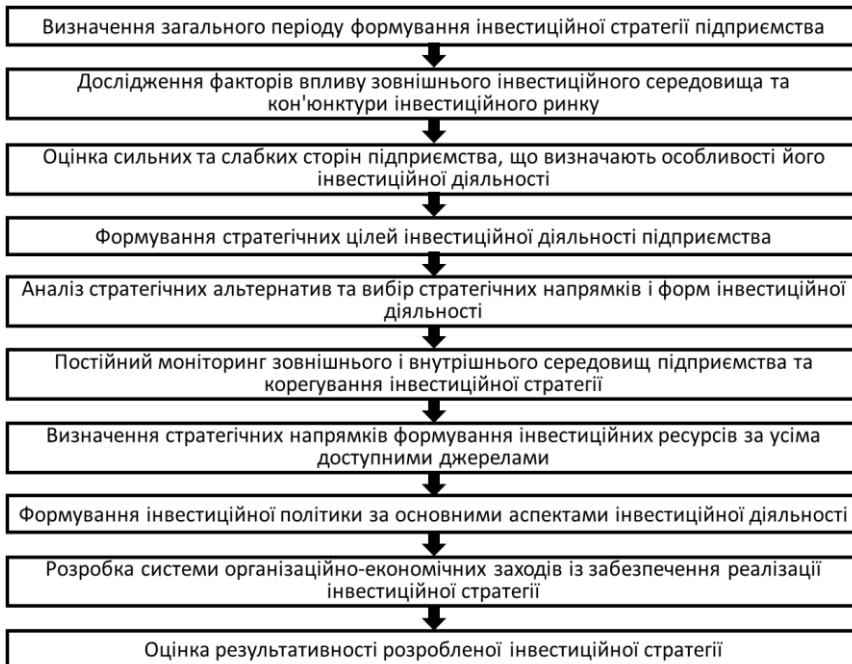 Визначення загального періоду формування інвестиційної стратегії підприємства
Дослідження факторів впливу зовнішнього інвестиційного середовища та
кон'юнктури інвестиційного ринку
Оцінка сильних та слабких сторін підприємства, що визначають особливості його
інвестиційної діяльності
Формування стратегічних цілей інвестиційної діяльності підприємства
Аналіз стратегічних альтернатив та вибір стратегічних напрямків і форм інвестиційної
діяльності
Постійний моніторинг зовнішнього і внутрішнього середовищ підприємства та
корегування інвестиційної стратегії
Визначення стратегічних напрямків формування інвестиційних ресурсів за усіма
доступними джерелами
Формування інвестиційної політики за основними аспектами інвестиційної діяльності
Розробка системи організаційно-економічних заходів із забезпечення реалізації
інвестиційної стратегії
Оцінка результативності розробленої інвестиційної стратегії